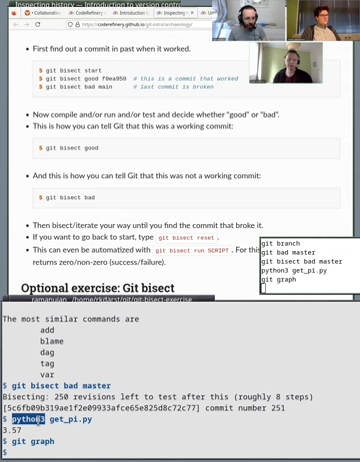 Inspecting history — Introduction to version contro
https://coderefinery.github.io/git-intro/archaeology/
First find out a commit in past when it worked.
$ git bisect start
$ git bisect good f0ea950 # this is a commit that worked
$ git bisect bad main # last commit is broken
Now compile and/or run and/or test and decide whether "good" or "bad".
This is how you can tell Git that this was a working commit:
$ git bisect good
And this is how you can tell Git that this was not a working commit:
$ git bisect bad
Then bisect/iterate your way until you find the commit that broke it.
If you want to go back to start, type git bisect reset .
This can even be automatized with git bisect run SCRIPT . For this
returns zero/non-zero (success/failure).
Optional exercise: Git bisect
git branch
git bad master
git bisect bad master
python3 get_pi.py
git graph
ramanujan /home/rkdarst/git/git-bisect-exercise
The most similar commands are
add
blame
dag
tag
var
$ git bisect bad master
Bisecting: 250 revisions left to test after this (roughly 8 steps)
[5c6fb09b319ae1f2e09933afce65e825d8c72c77] commit number 251
$ python3 get_pi.py
3.57
$ git graph
$